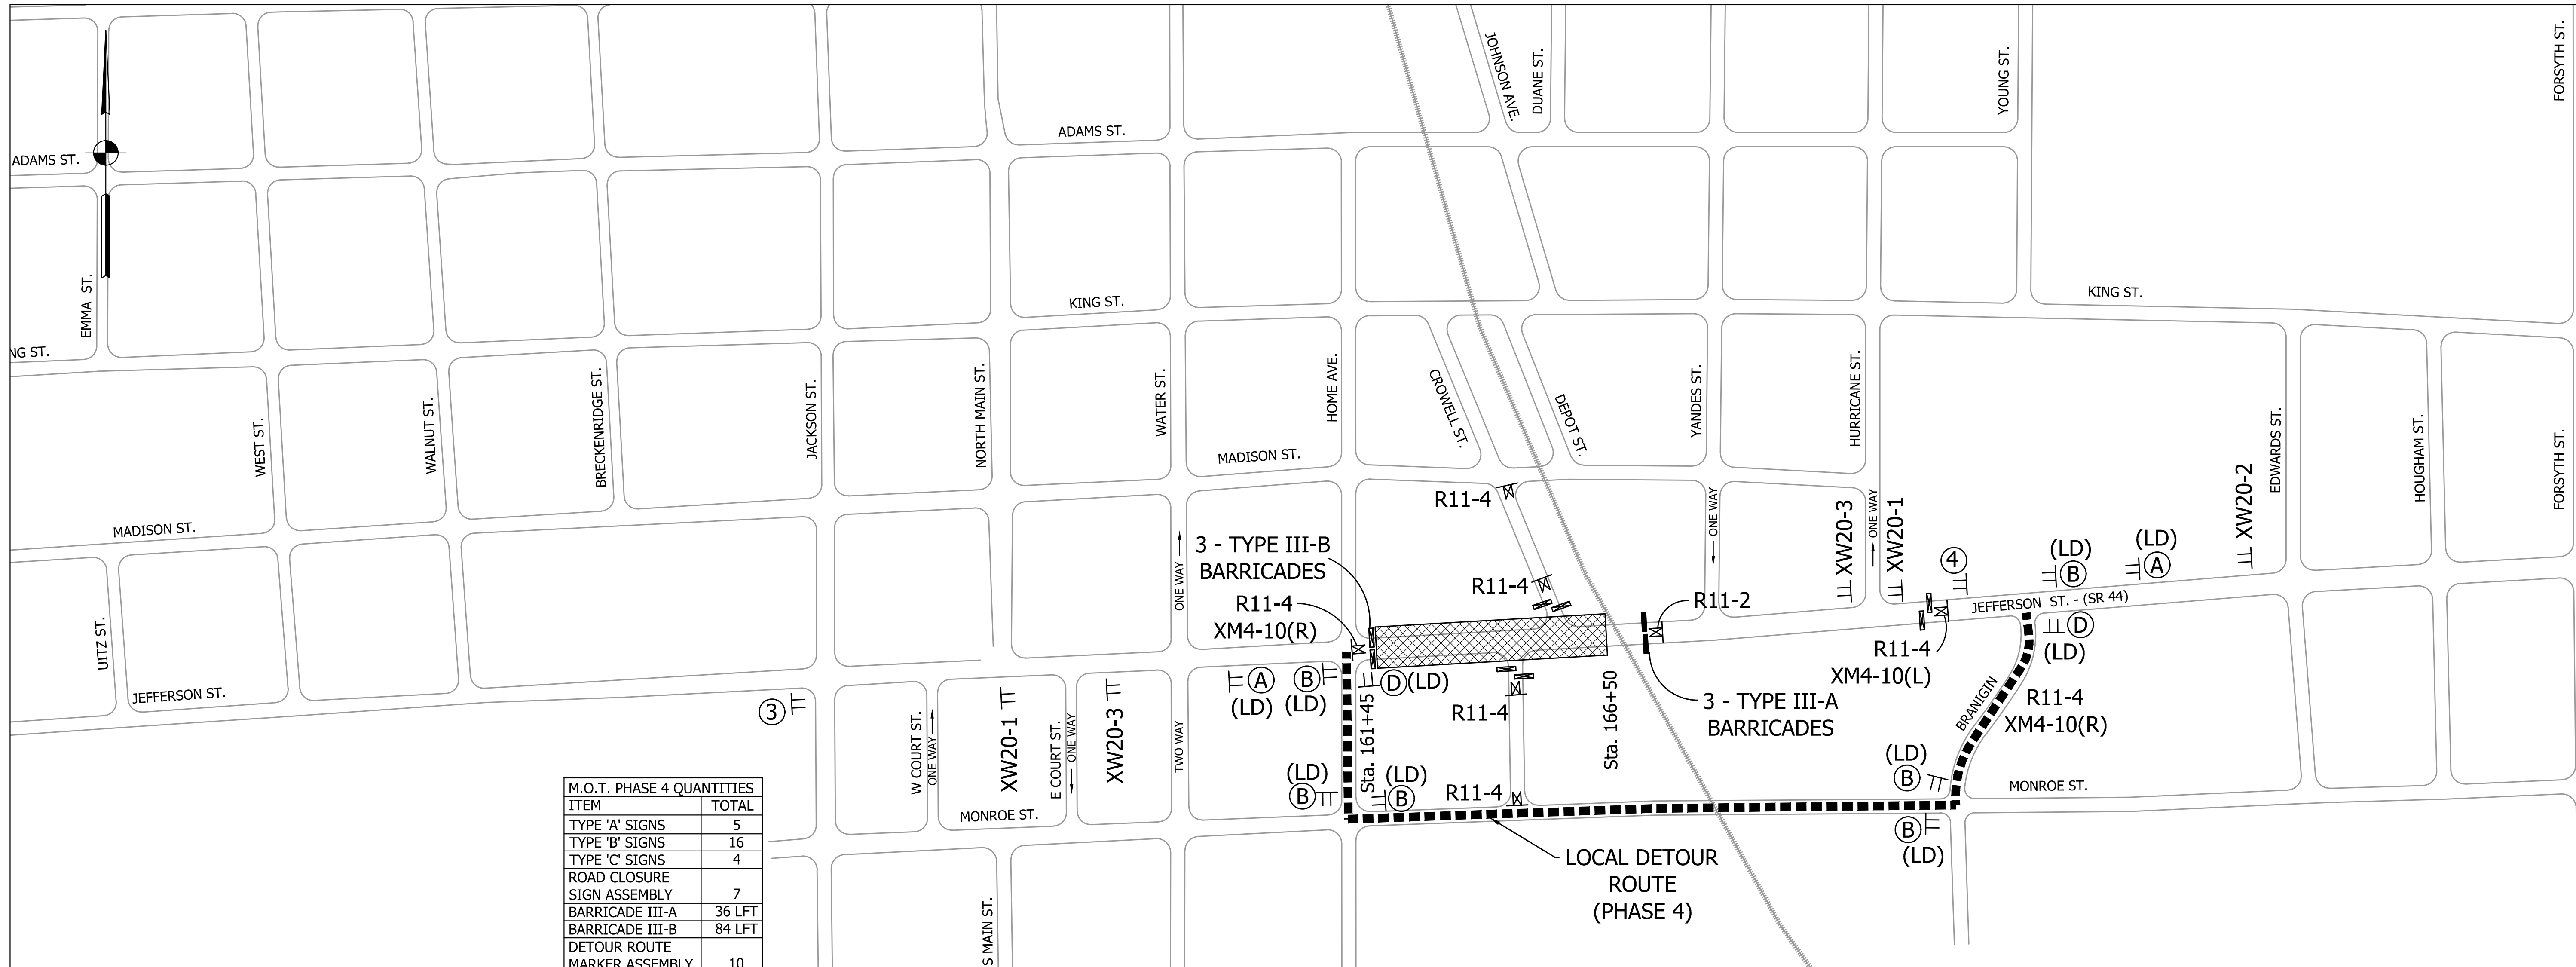 ADAMS ST.
EMMA ST.
NG ST.
UITZ ST.
MADISON ST.
WEST ST.
JEFFERSON ST.
WALNUT ST.
BRECKENRIDGE ST.
JACKSON ST.
NORTH MAIN ST.
ADAMS ST.
KING ST.
WATER ST.
HOME AVE.
MADISON ST.
JOHNSON AVE.
DUANE ST.
YOUNG ST.
FORSYTH ST.
KING ST.
CROWELL ST.
DEPOT ST.
YANDES ST.
HURRICANE ST.
EDWARDS ST.
HOUGHAM ST.
FORSYTH ST.
ONE WAY
3 - TYPE III-B
BARRICADES
R11-4
XM4-10(R)
R11-4
R11-4
R11-2
ONE WAY
XW20-3
ONE WAY
XW20-1
4
(LD)
B
(LD)
A
XW20-2
JEFFERSON ST. - (SR 44)
D
(LD)
R11-4
XM4-10(L)
R11-4
XM4-10(R)
BRANIGIN
3 - TYPE III-A
BARRICADES
Sta. 166+50
R11-4
R11-4
Sta. 161+45
D
(LD)
A
(LD)
B
(LD)
(LD)
B
(LD)
B
(LD)
B
B
(LD)
MONROE ST.
3
W COURT ST.
ONE WAY
XW20-1
E COURT ST.
ONE WAY
XW20-3
TWO WAY
MONROE ST.
S MAIN ST.
LOCAL DETOUR
ROUTE
(PHASE 4)
M.O.T. PHASE 4 QUANTITIES
ITEM TOTAL
TYPE 'A' SIGNS 5
TYPE 'B' SIGNS 16
TYPE 'C' SIGNS 4
ROAD CLOSURE
SIGN ASSEMBLY 7
BARRICADE III-A 36 LFT
BARRICADE III-B 84 LFT
DETOUR ROUTE
MARKER ASSEMBLY 10